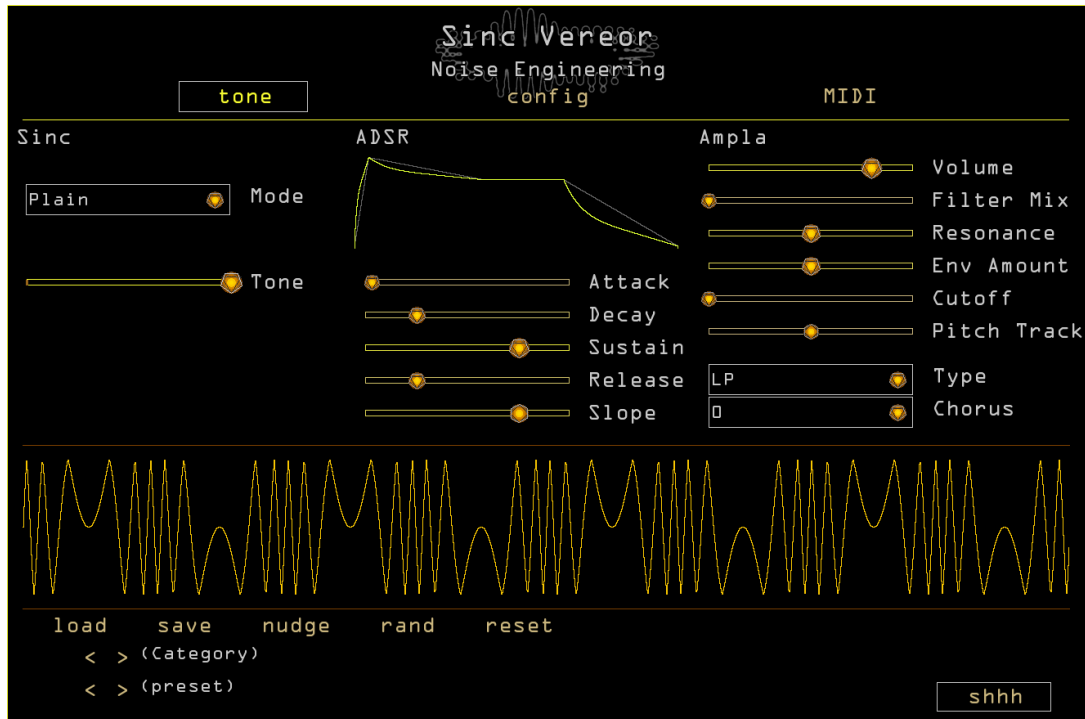 Sinc Vereor
Noise Engineering
tone config MIDI
Sinc
Plain Mode
Tone
ADSR
Attack
Decay
Sustain
Release
Slope
Ampla
Volume
Filter Mix
Resonance
Env Amount
Cutoff
Pitch Track
LP Type
0 Chorus
load save nudge rand reset
< > (Category)
< > (preset)
shhh